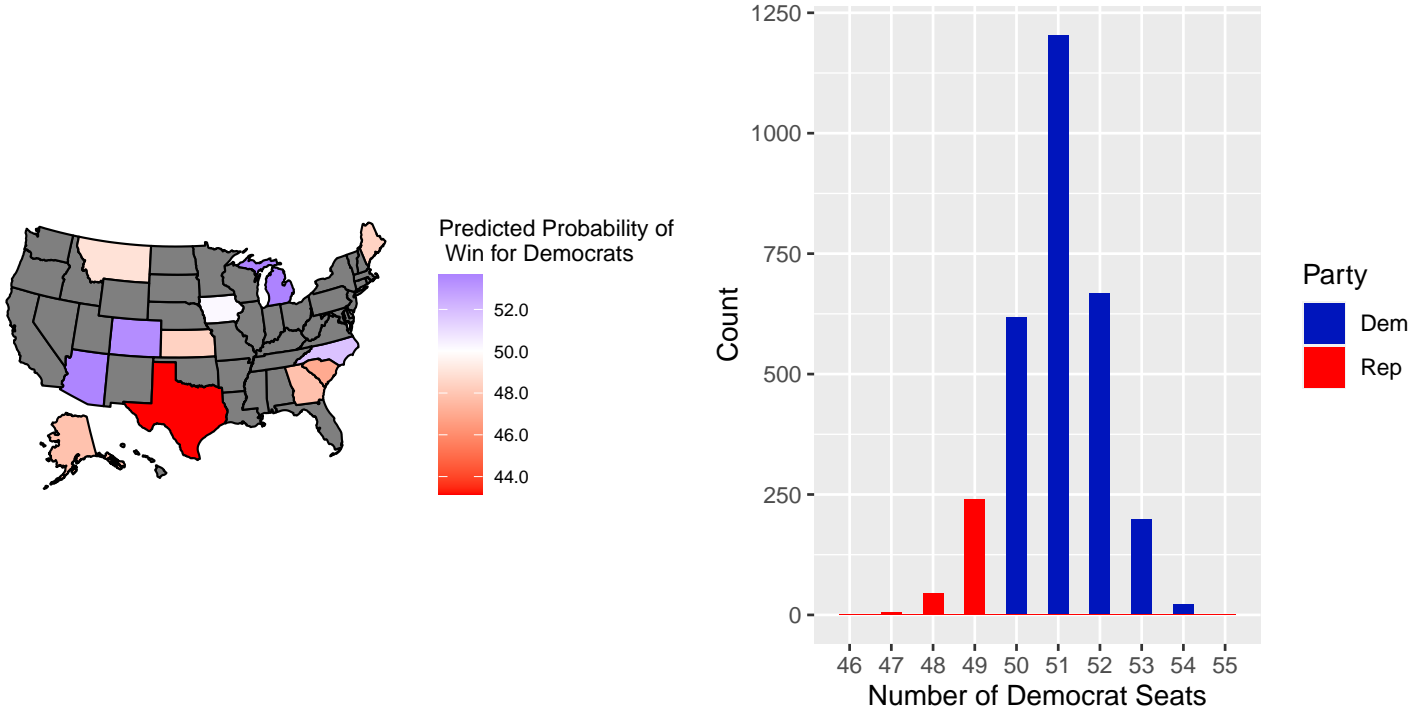 Predicted Probability of
Win for Democrats
52.0
50.0
48.0
46.0
44.0
1250
1000
750
500
250
0
Count
46 47 48 49 50 51 52 53 54 55
Number of Democrat Seats
Party
Dem
Rep